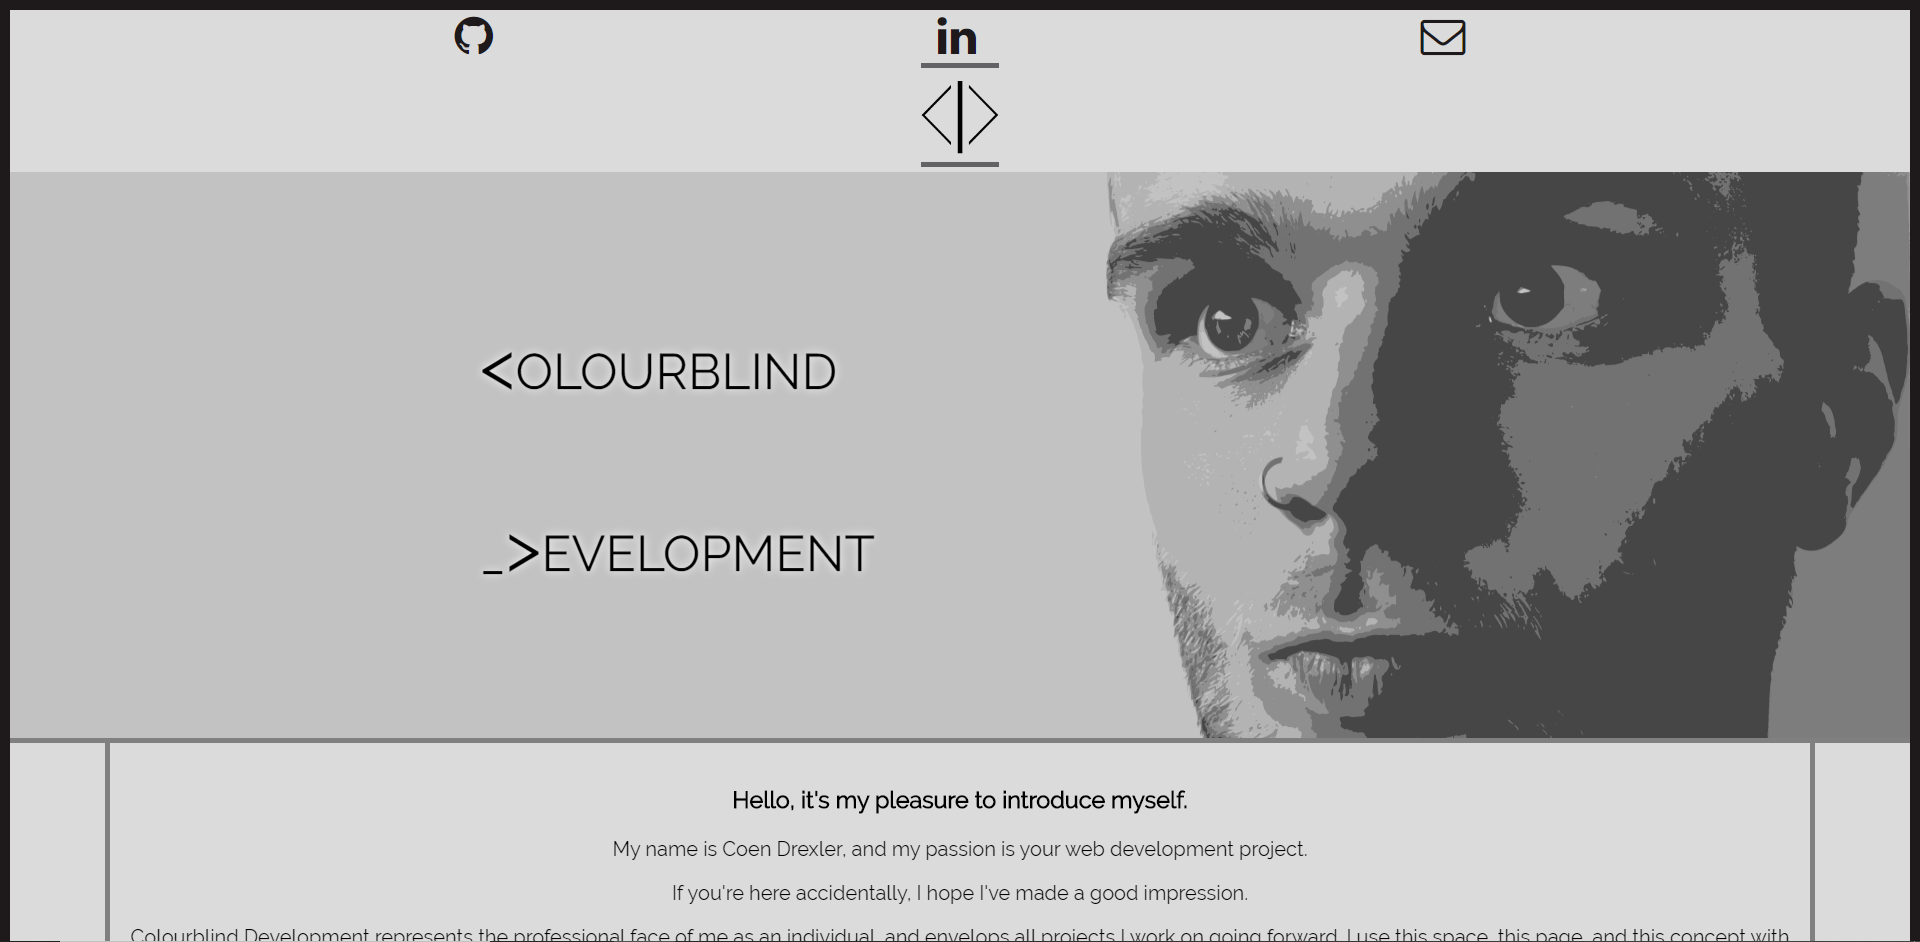 in
<OLOURBLIND
_>EVELOPMENT
Hello, it's my pleasure to introduce myself.
My name is Coen Drexler, and my passion is your web development project.
If you're here accidentally, I hope I've made a good impression.
Colourblind Development represents the professional face of me as an individual, and envelops all projects I work on going forward. I use this space, this page, and this concept with